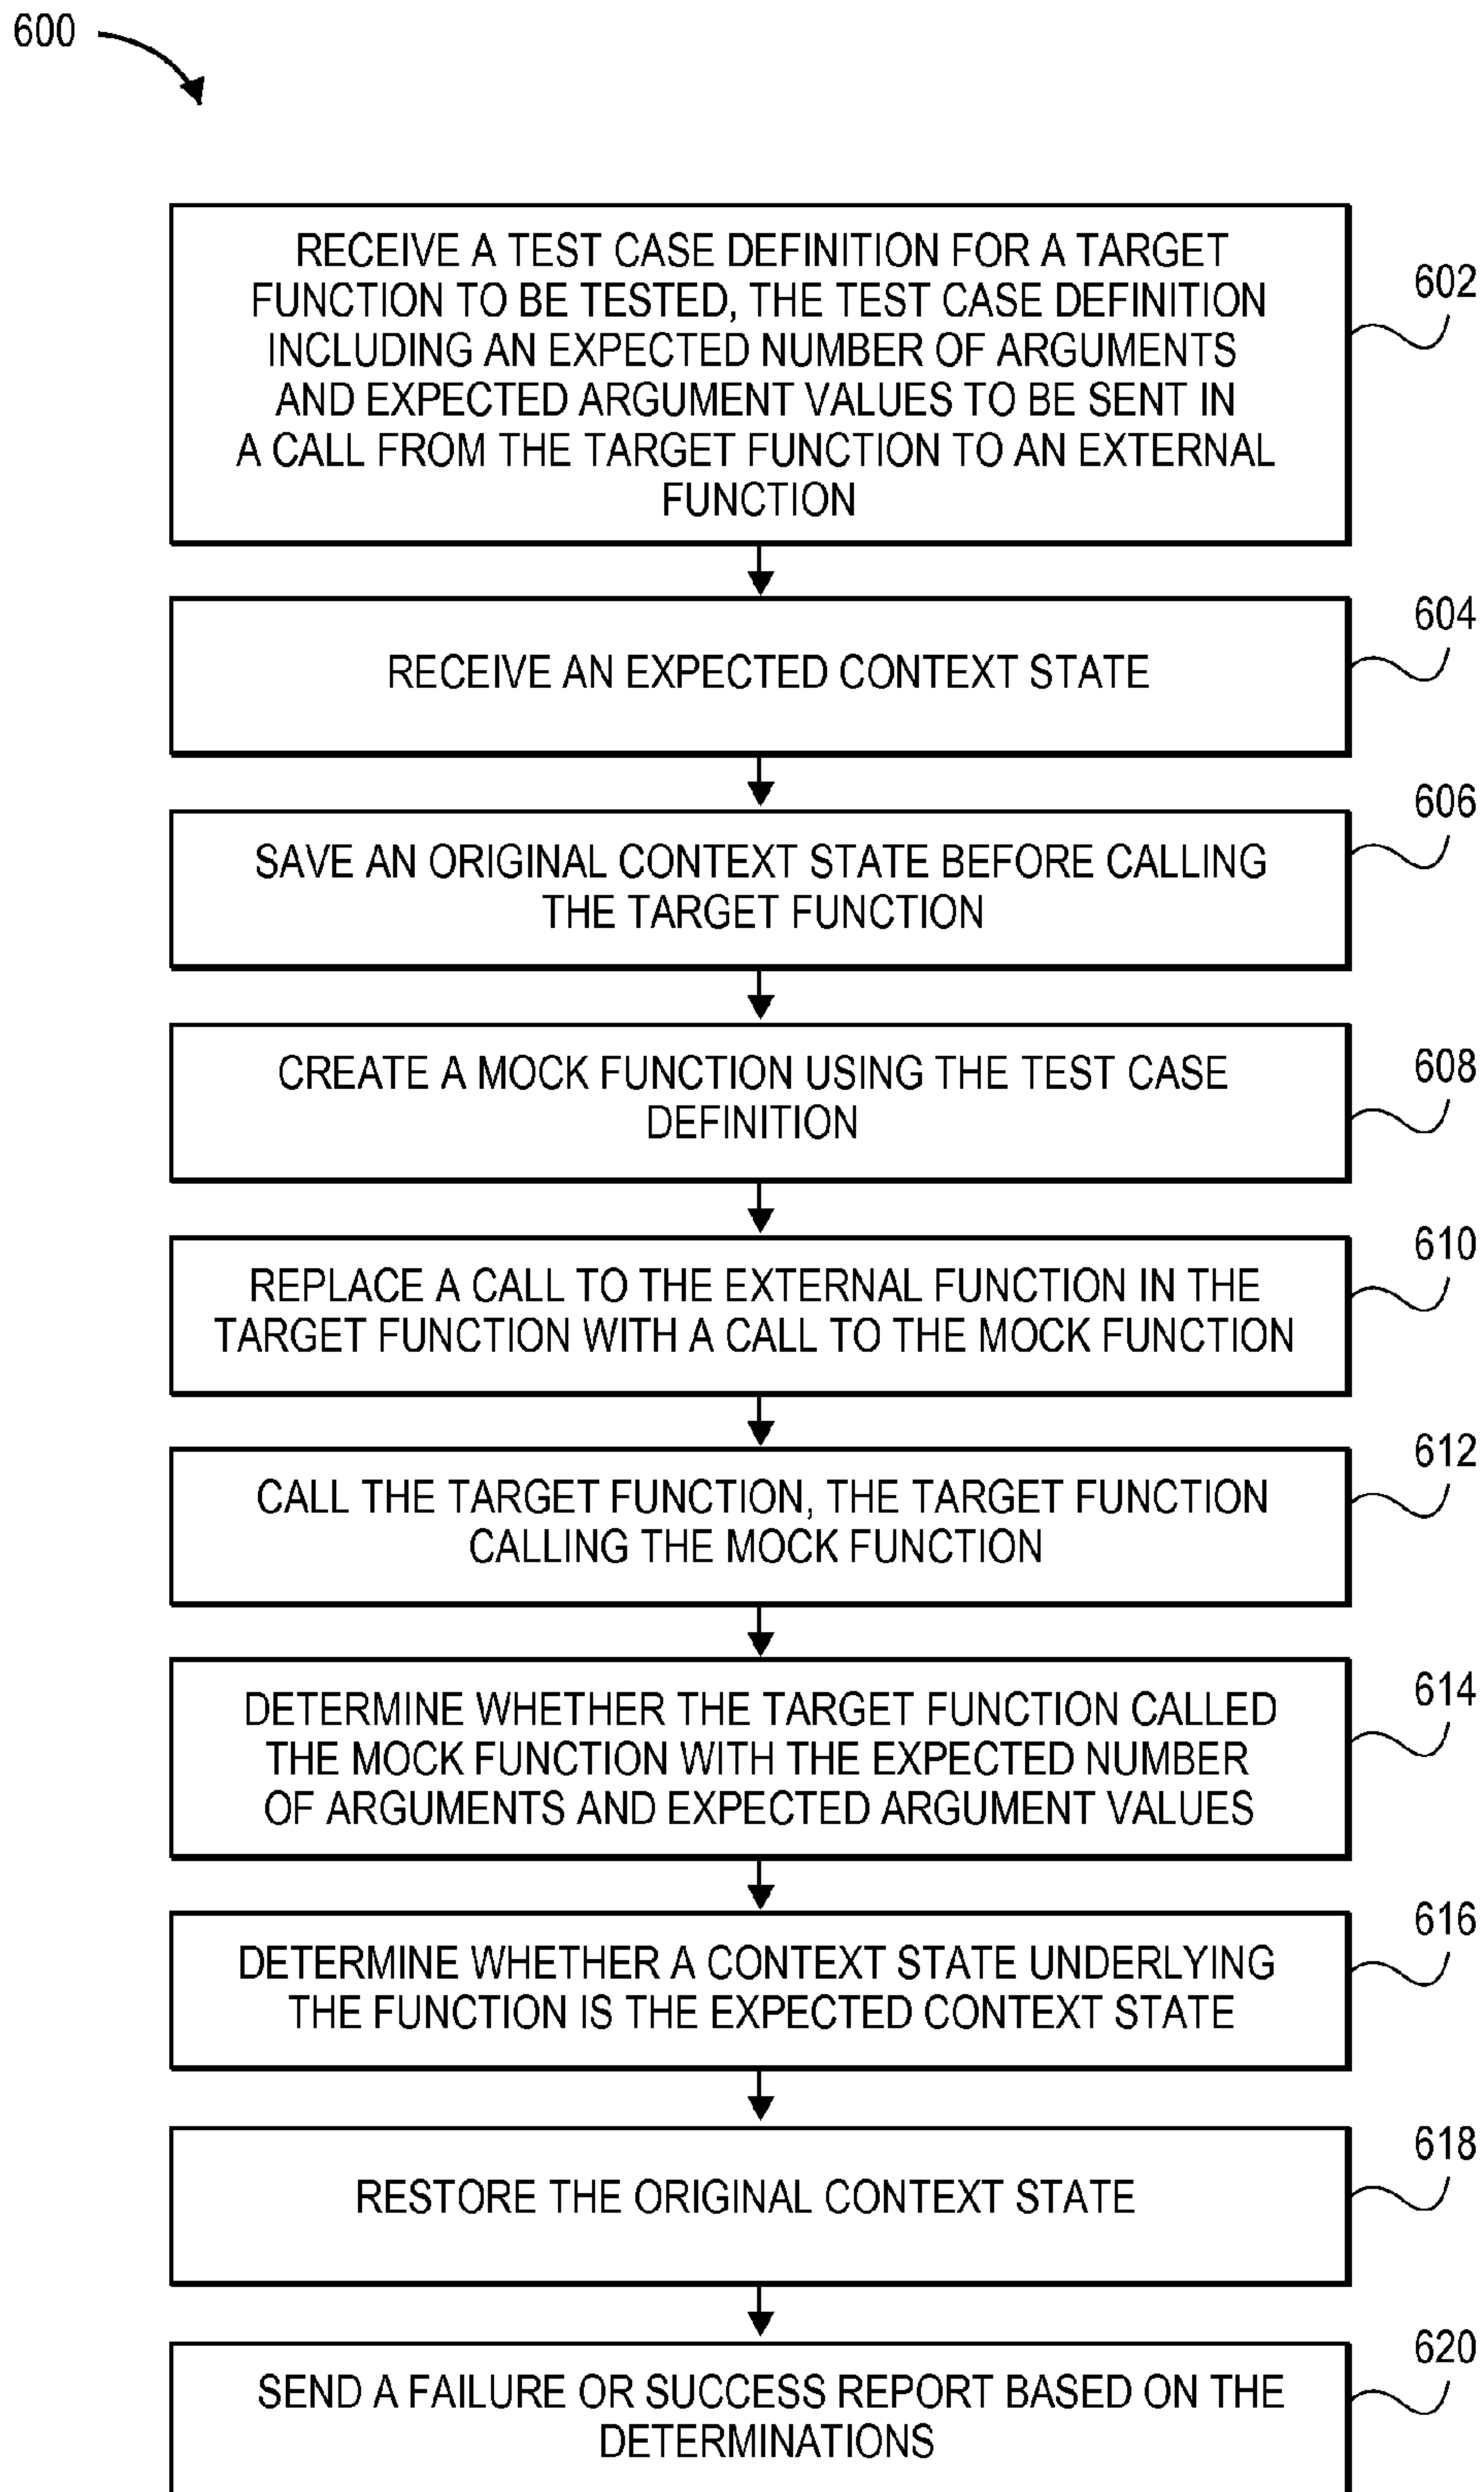 600
RECEIVE A TEST CASE DEFINITION FOR A TARGET
FUNCTION TO BE TESTED, THE TEST CASE DEFINITION
INCLUDING AN EXPECTED NUMBER OF ARGUMENTS
AND EXPECTED ARGUMENT VALUES TO BE SENT IN
A CALL FROM THE TARGET FUNCTION TO AN EXTERNAL
FUNCTION
602
RECEIVE AN EXPECTED CONTEXT STATE
604
SAVE AN ORIGINAL CONTEXT STATE BEFORE CALLING
THE TARGET FUNCTION
606
CREATE A MOCK FUNCTION USING THE TEST CASE
DEFINITION
608
REPLACE A CALL TO THE EXTERNAL FUNCTION IN THE
TARGET FUNCTION WITH A CALL TO THE MOCK FUNCTION
610
CALL THE TARGET FUNCTION, THE TARGET FUNCTION
CALLING THE MOCK FUNCTION
612
DETERMINE WHETHER THE TARGET FUNCTION CALLED
THE MOCK FUNCTION WITH THE EXPECTED NUMBER
OF ARGUMENTS AND EXPECTED ARGUMENT VALUES
614
DETERMINE WHETHER A CONTEXT STATE UNDERLYING
THE FUNCTION IS THE EXPECTED CONTEXT STATE
616
RESTORE THE ORIGINAL CONTEXT STATE
618
SEND A FAILURE OR SUCCESS REPORT BASED ON THE
DETERMINATIONS
620